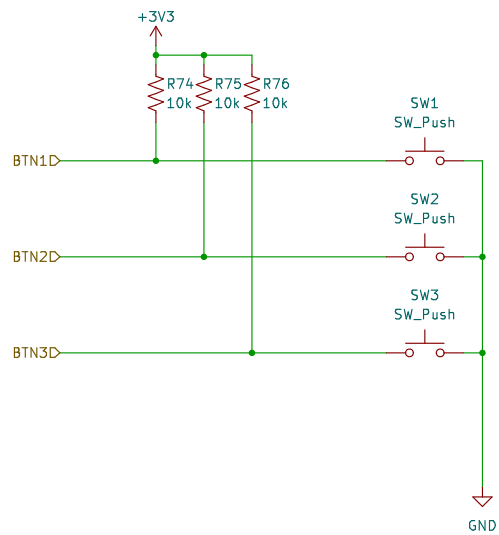 +3V3
R74 R75 R76
10k 10k 10k
SW1
SW_Push
BTN1
SW2
SW_Push
BTN2
SW3
SW_Push
BTN3
GND